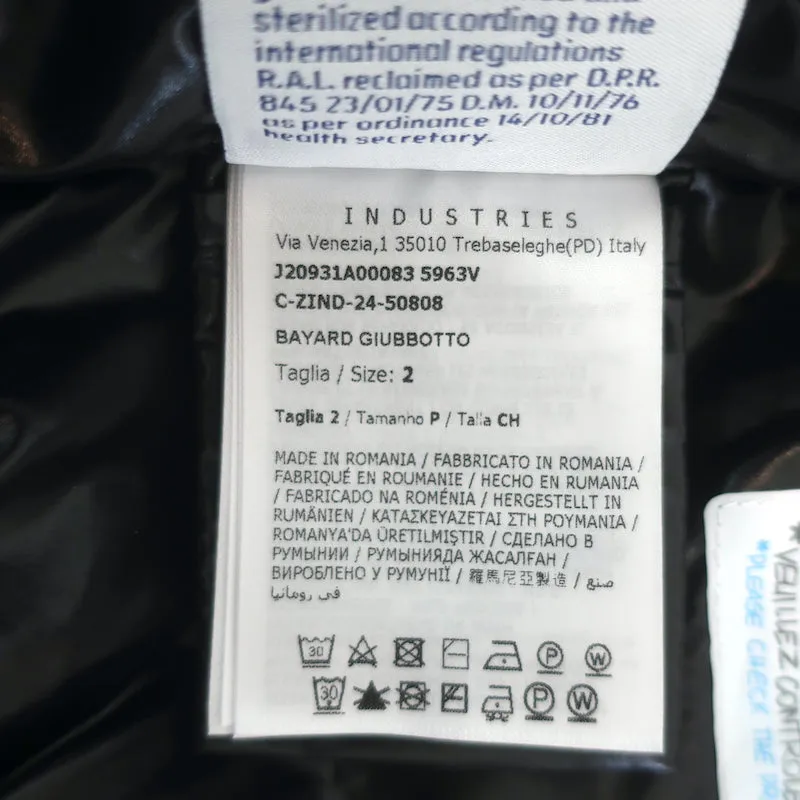 sterilized according to the
international regulations
R.A.L. reclaimed as per D.P.R.
845 23/01/75 D.M. 10/11/76
as per ordinance 14/10/81
health secretary.
INDUSTRIES
Via Venezia,1 35010 Trebaseleghe(PD) Italy
J20931A00083 5963V
C-ZIND-24-50808
BAYARD GIUBBOTTO
Taglia / Size: 2
Taglia 2 / Tamanho P / Talla CH
MADE IN ROMANIA / FABBRICATO IN ROMANIA /
FABRIQUÉ EN ROUMANIE / HECHO EN RUMANIA
/ FABRICADO NA ROMÉNIA / HERGESTELLT IN
RUMÄNIEN / ΚΑΤΑΣΚΕΥΑΖΕΤΑΙ ΣΤΗ ΡΟΥΜΑΝΙΑ /
ROMANYA'DA ÜRETILMIŞTIR / СДЕЛАНО В
РУМЫНИИ / РУМЫНИЯДА ЖАСАЛҒАН /
ВИРОБЛЕНО У РУМУНІЇ / 羅馬尼亞製造 / صنع
في رومانيا
30
P
W
30
P
W
*VEUILLEZ CONTROLE
*PLEASE CHECK THE